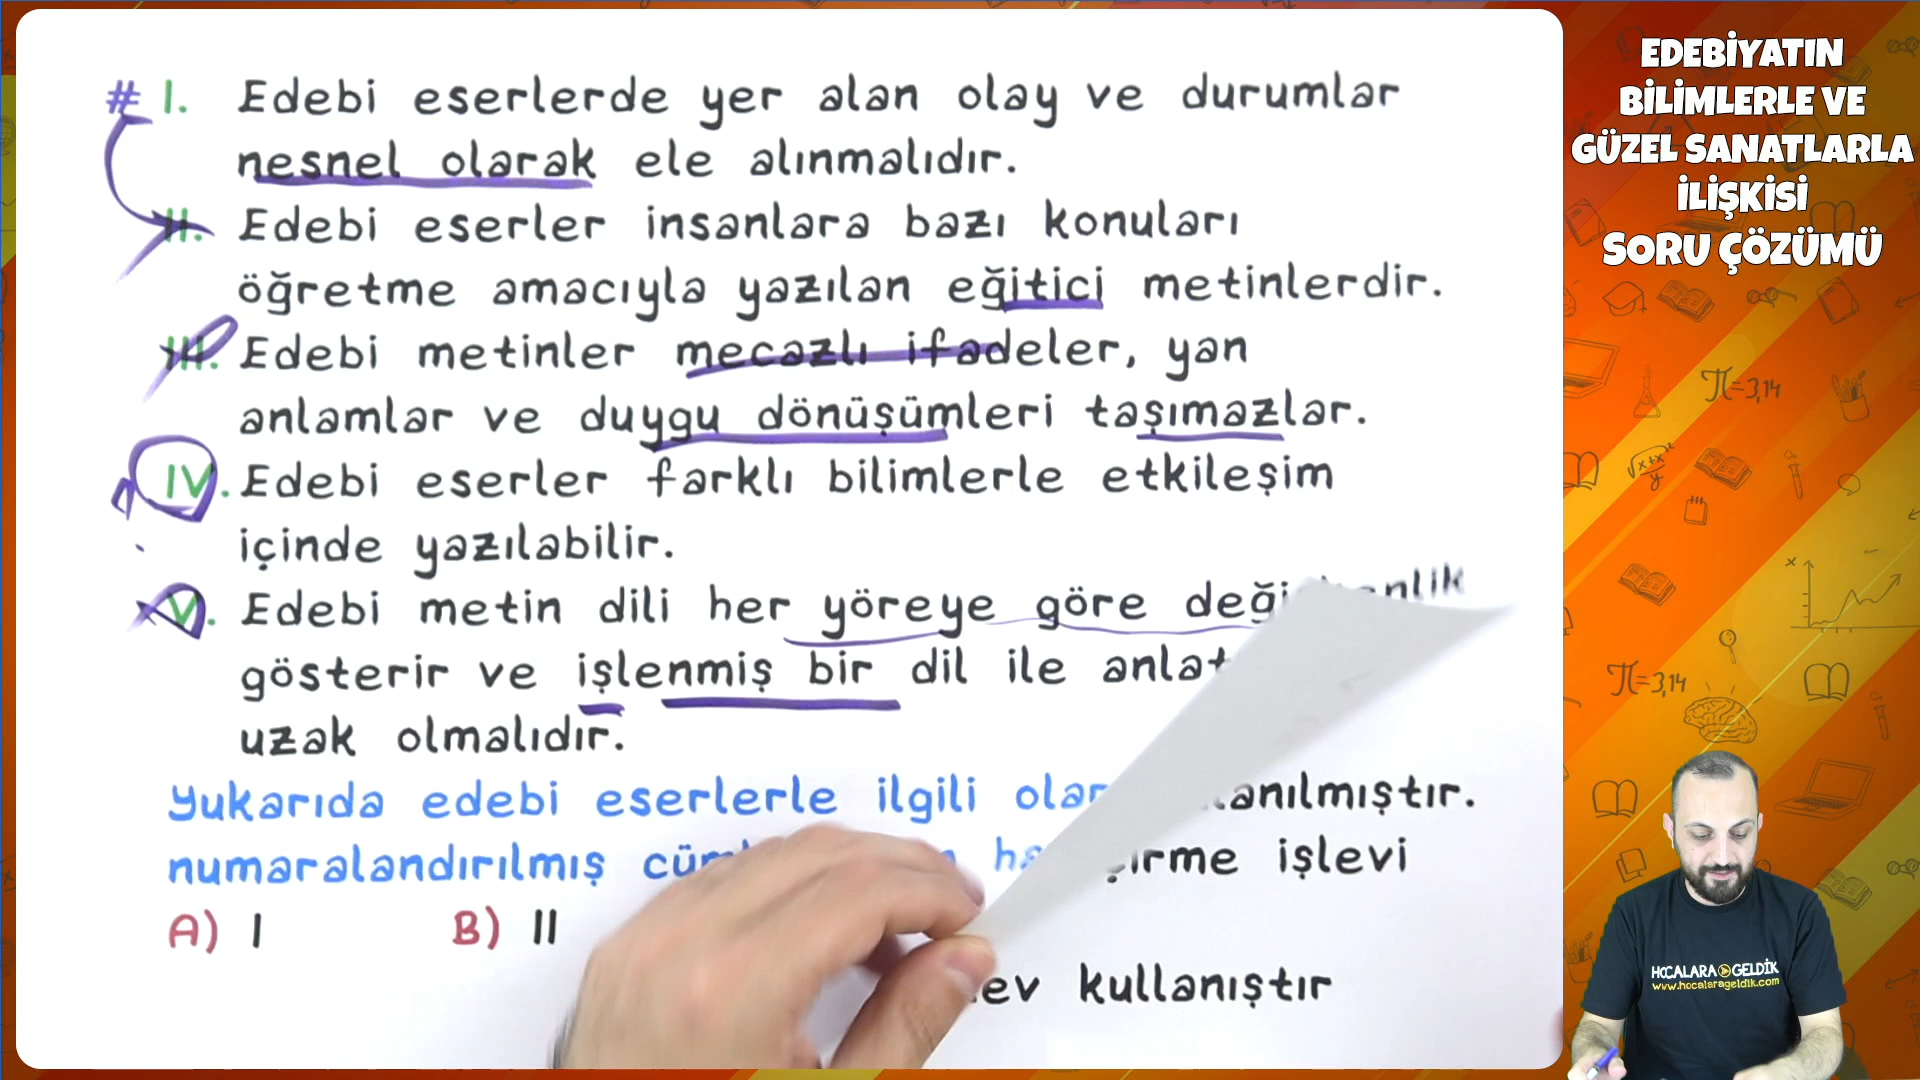 # I. Edebi eserlerde yer alan olay ve durumlar
nesnel olarak ele alınmalıdır.
II. Edebi eserler insanlara bazı konuları
öğretme amacıyla yazılan eğitici metinlerdir.
III. Edebi metinler mecazlı ifadeler, yan
anlamlar ve duygu dönüşümleri taşımazlar.
IV. Edebi eserler farklı bilimlerle etkileşim
içinde yazılabilir.
V. Edebi metin dili her yöreye göre
gösterir ve işlenmiş bir dil ile
uzak olmalıdır.
Yukarıda edebi eserlerle ilgili
numaralandırılmış
işlevi
A) I B) II
kullanıştır
EDEBİYATIN
BİLİMLERLE VE
GÜZEL SANATLARLA
İLİŞKİSİ
SORU ÇÖZÜMÜ
π=3,14
π=3,14
HOCALARA GELDİK
www.hocalarageldik.com